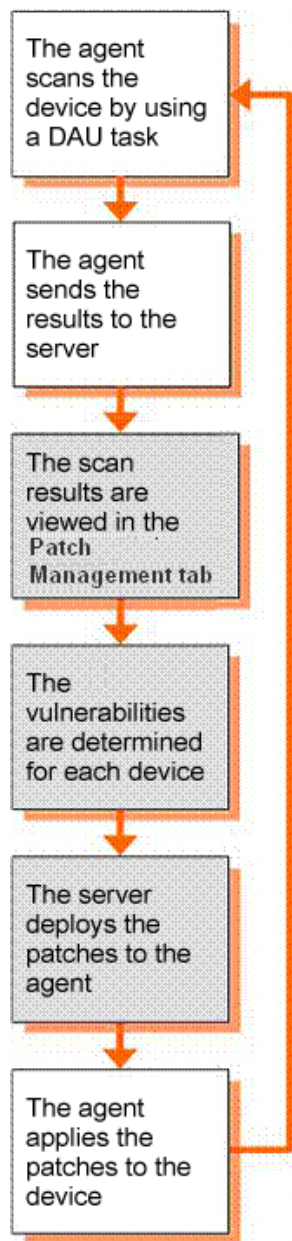 The agent
scans the
device by using
a DAU task
The agent
sends the
results to the
server
The scan
results are
viewed in the
Patch
Management tab
The
vulnerabilities
are determined
for each device
The server
deploys the
patches to the
agent
The agent
applies the
patches to the
device